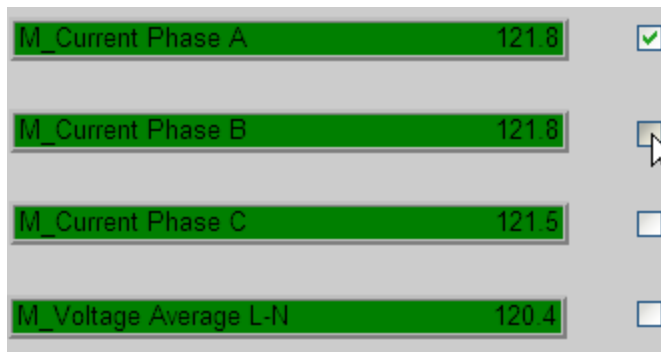 M_Current Phase A 121.8
M_Current Phase B 121.8
M_Current Phase C 121.5
M_Voltage Average L-N 120.4